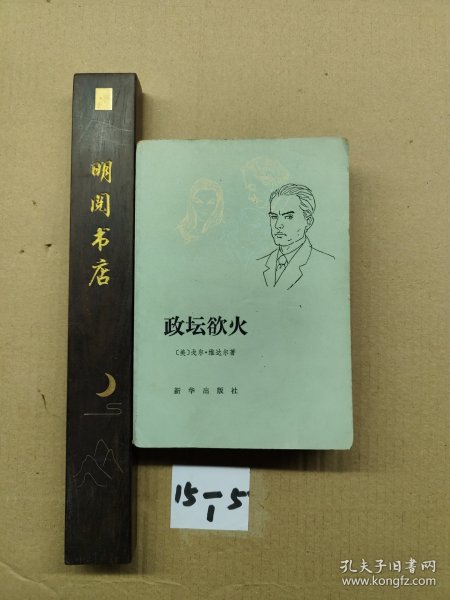 明阅书店
政坛欲火
〔美〕戈尔·维达尔著
新华出版社
15-5
1
孔夫子旧书网
www.kongfz.com